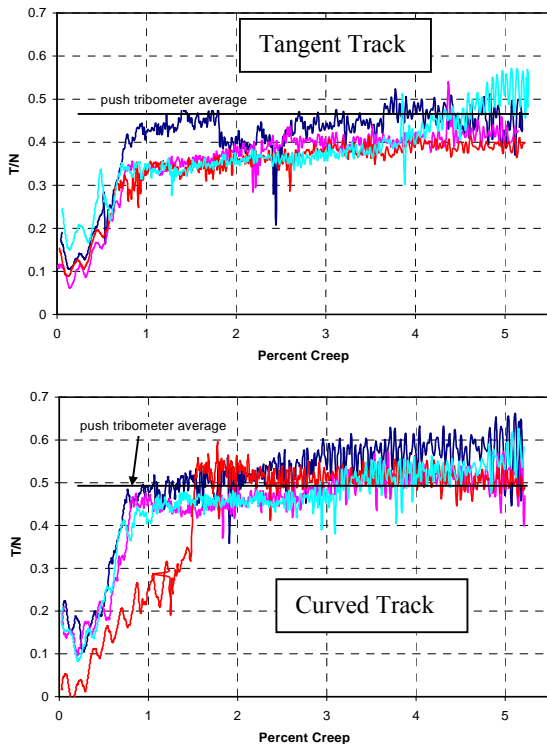 0.7
Tangent Track
0.6
push tribometer average
0.5
0.4
T/N
0.3
0.2
0.1
0
0 1 2 3 4 5
Percent Creep
0.7
push tribometer average
0.6
0.5
0.4
T/N
0.3
0.2
Curved Track
0.1
0
0 1 2 3 4 5
Percent Creep